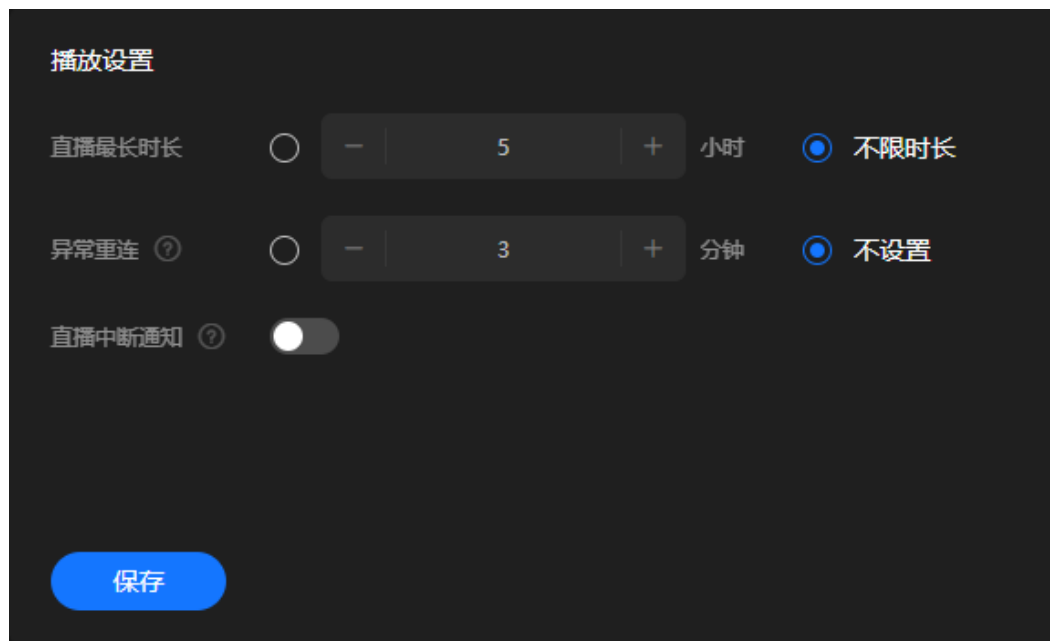 播放设置
直播最长时长 − 5 + 小时 不限时长
异常重连 ? − 3 + 分钟 不设置
直播中断通知 ?
保存